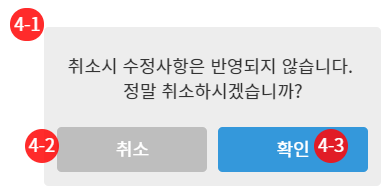 4-1
취소시 수정사항은 반영되지 않습니다.
정말 취소하시겠습니까?
4-2 취소 확인 4-3